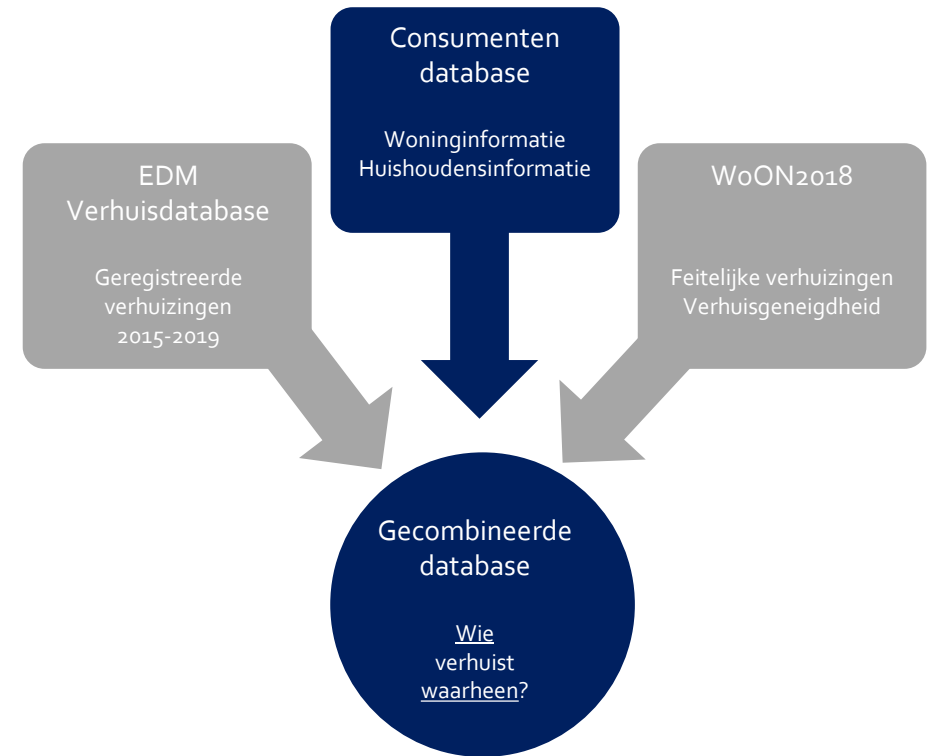 Consumenten
database
Woninginformatie
Huishoudensinformatie
EDM
Verhuisdatabase
Geregistreerde
verhuizingen
2015-2019
WoON2018
Feitelijke verhuizingen
Verhuisgeneigdheid
Gecombineerde
database
Wie
verhuist
waarheen?